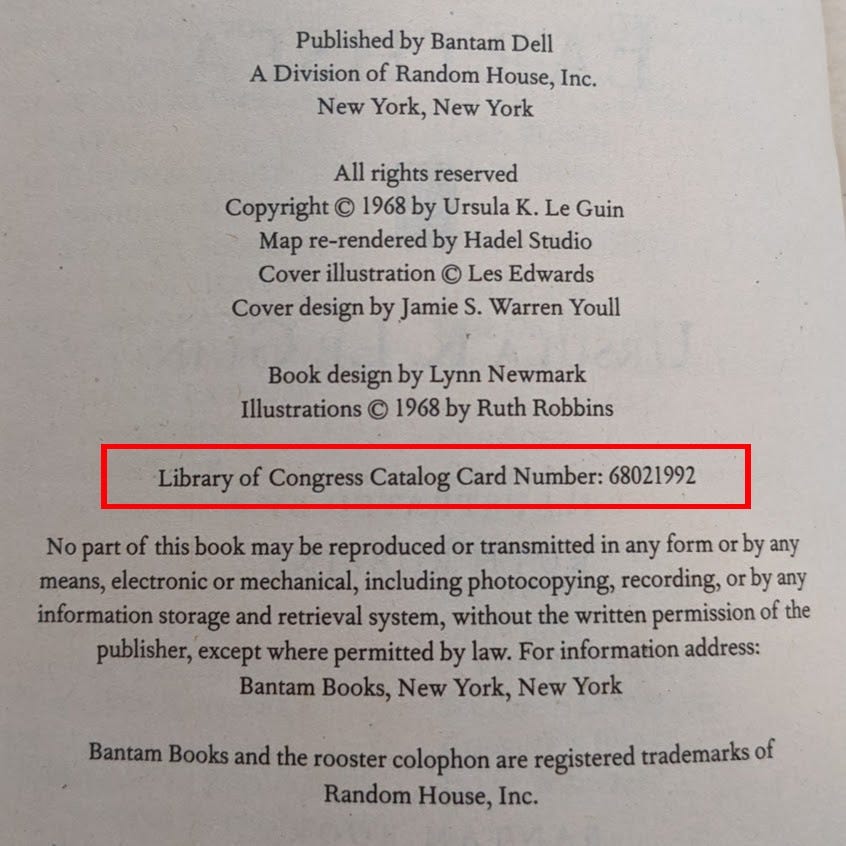 Published by Bantam Dell
A Division of Random House, Inc.
New York, New York
All rights reserved
Copyright © 1968 by Ursula K. Le Guin
Map re-rendered by Hadel Studio
Cover illustration © Les Edwards
Cover design by Jamie S. Warren Youll
Book design by Lynn Newmark
Illustrations © 1968 by Ruth Robbins
Library of Congress Catalog Card Number: 68021992
No part of this book may be reproduced or transmitted in any form or by any
means, electronic or mechanical, including photocopying, recording, or by any
information storage and retrieval system, without the written permission of the
publisher, except where permitted by law. For information address:
Bantam Books, New York, New York
Bantam Books and the rooster colophon are registered trademarks of
Random House, Inc.